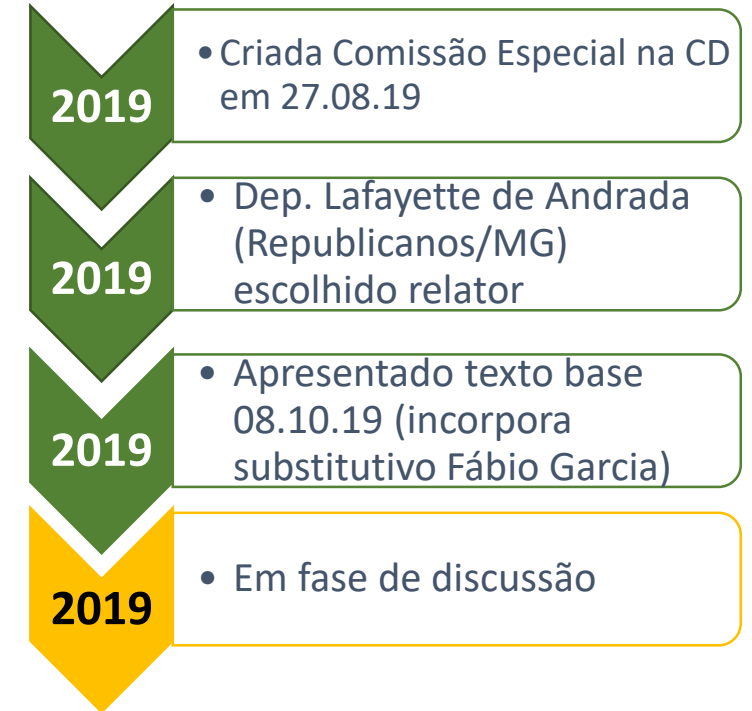 2019
•Criada Comissão Especial na CD
em 27.08.19
2019
• Dep. Lafayette de Andrada
(Republicanos/MG)
escolhido relator
2019
• Apresentado texto base
08.10.19 (incorpora
substitutivo Fábio Garcia)
2019
• Em fase de discussão